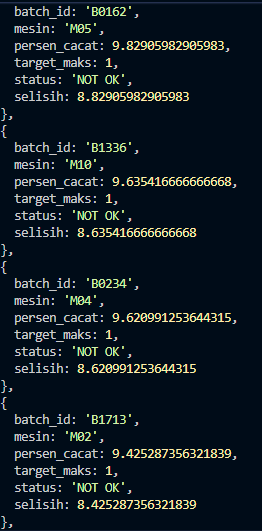 batch_id: 'B0162',
mesin: 'M05',
persen_cacat: 9.82905982905983,
target_maks: 1,
status: 'NOT OK',
selisih: 8.82905982905983
},
{
batch_id: 'B1336',
mesin: 'M10',
persen_cacat: 9.635416666666668,
target_maks: 1,
status: 'NOT OK',
selisih: 8.635416666666668
},
{
batch_id: 'B0234',
mesin: 'M04',
persen_cacat: 9.620991253644315,
target_maks: 1,
status: 'NOT OK',
selisih: 8.620991253644315
},
{
batch_id: 'B1713',
mesin: 'M02',
persen_cacat: 9.425287356321839,
target_maks: 1,
status: 'NOT OK',
selisih: 8.425287356321839
},